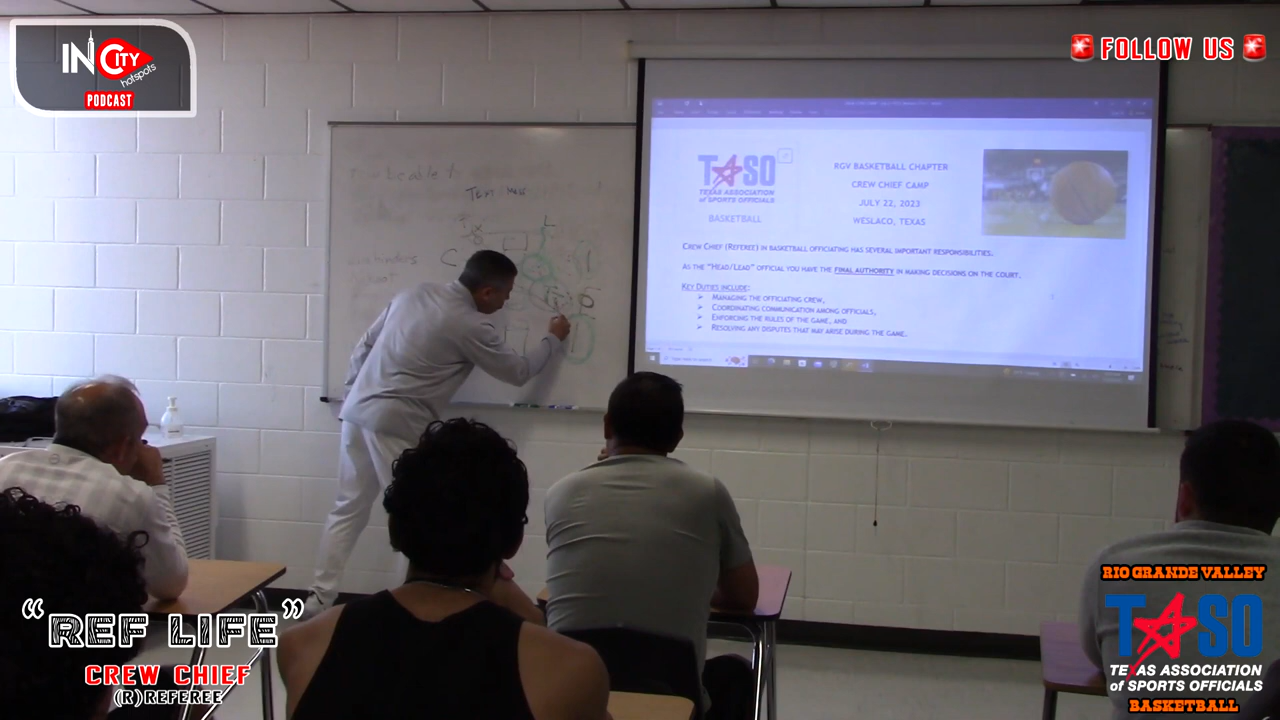 IN CITY
hotspots
PODCAST
🚨 FOLLOW US 🚨
TASO
TEXAS ASSOCIATION
of SPORTS OFFICIALS
BASKETBALL
RGV BASKETBALL CHAPTER
CREW CHIEF CAMP
JULY 22, 2023
WESLACO, TEXAS
CREW CHIEF (REFEREE) IN BASKETBALL OFFICIATING HAS SEVERAL IMPORTANT RESPONSIBILITIES.
AS THE "HEAD/LEAD" OFFICIAL YOU HAVE THE FINAL AUTHORITY IN MAKING DECISIONS ON THE COURT.
KEY DUTIES INCLUDE:
➢ MANAGING THE OFFICIATING CREW,
➢ COORDINATING COMMUNICATION AMONG OFFICIALS,
➢ ENFORCING THE RULES OF THE GAME, AND
➢ RESOLVING ANY DISPUTES THAT MAY ARISE DURING THE GAME.
L
C
"REF LIFE"
CREW CHIEF
(R)REFEREE
RIO GRANDE VALLEY
TASO
TEXAS ASSOCIATION
of SPORTS OFFICIALS
BASKETBALL